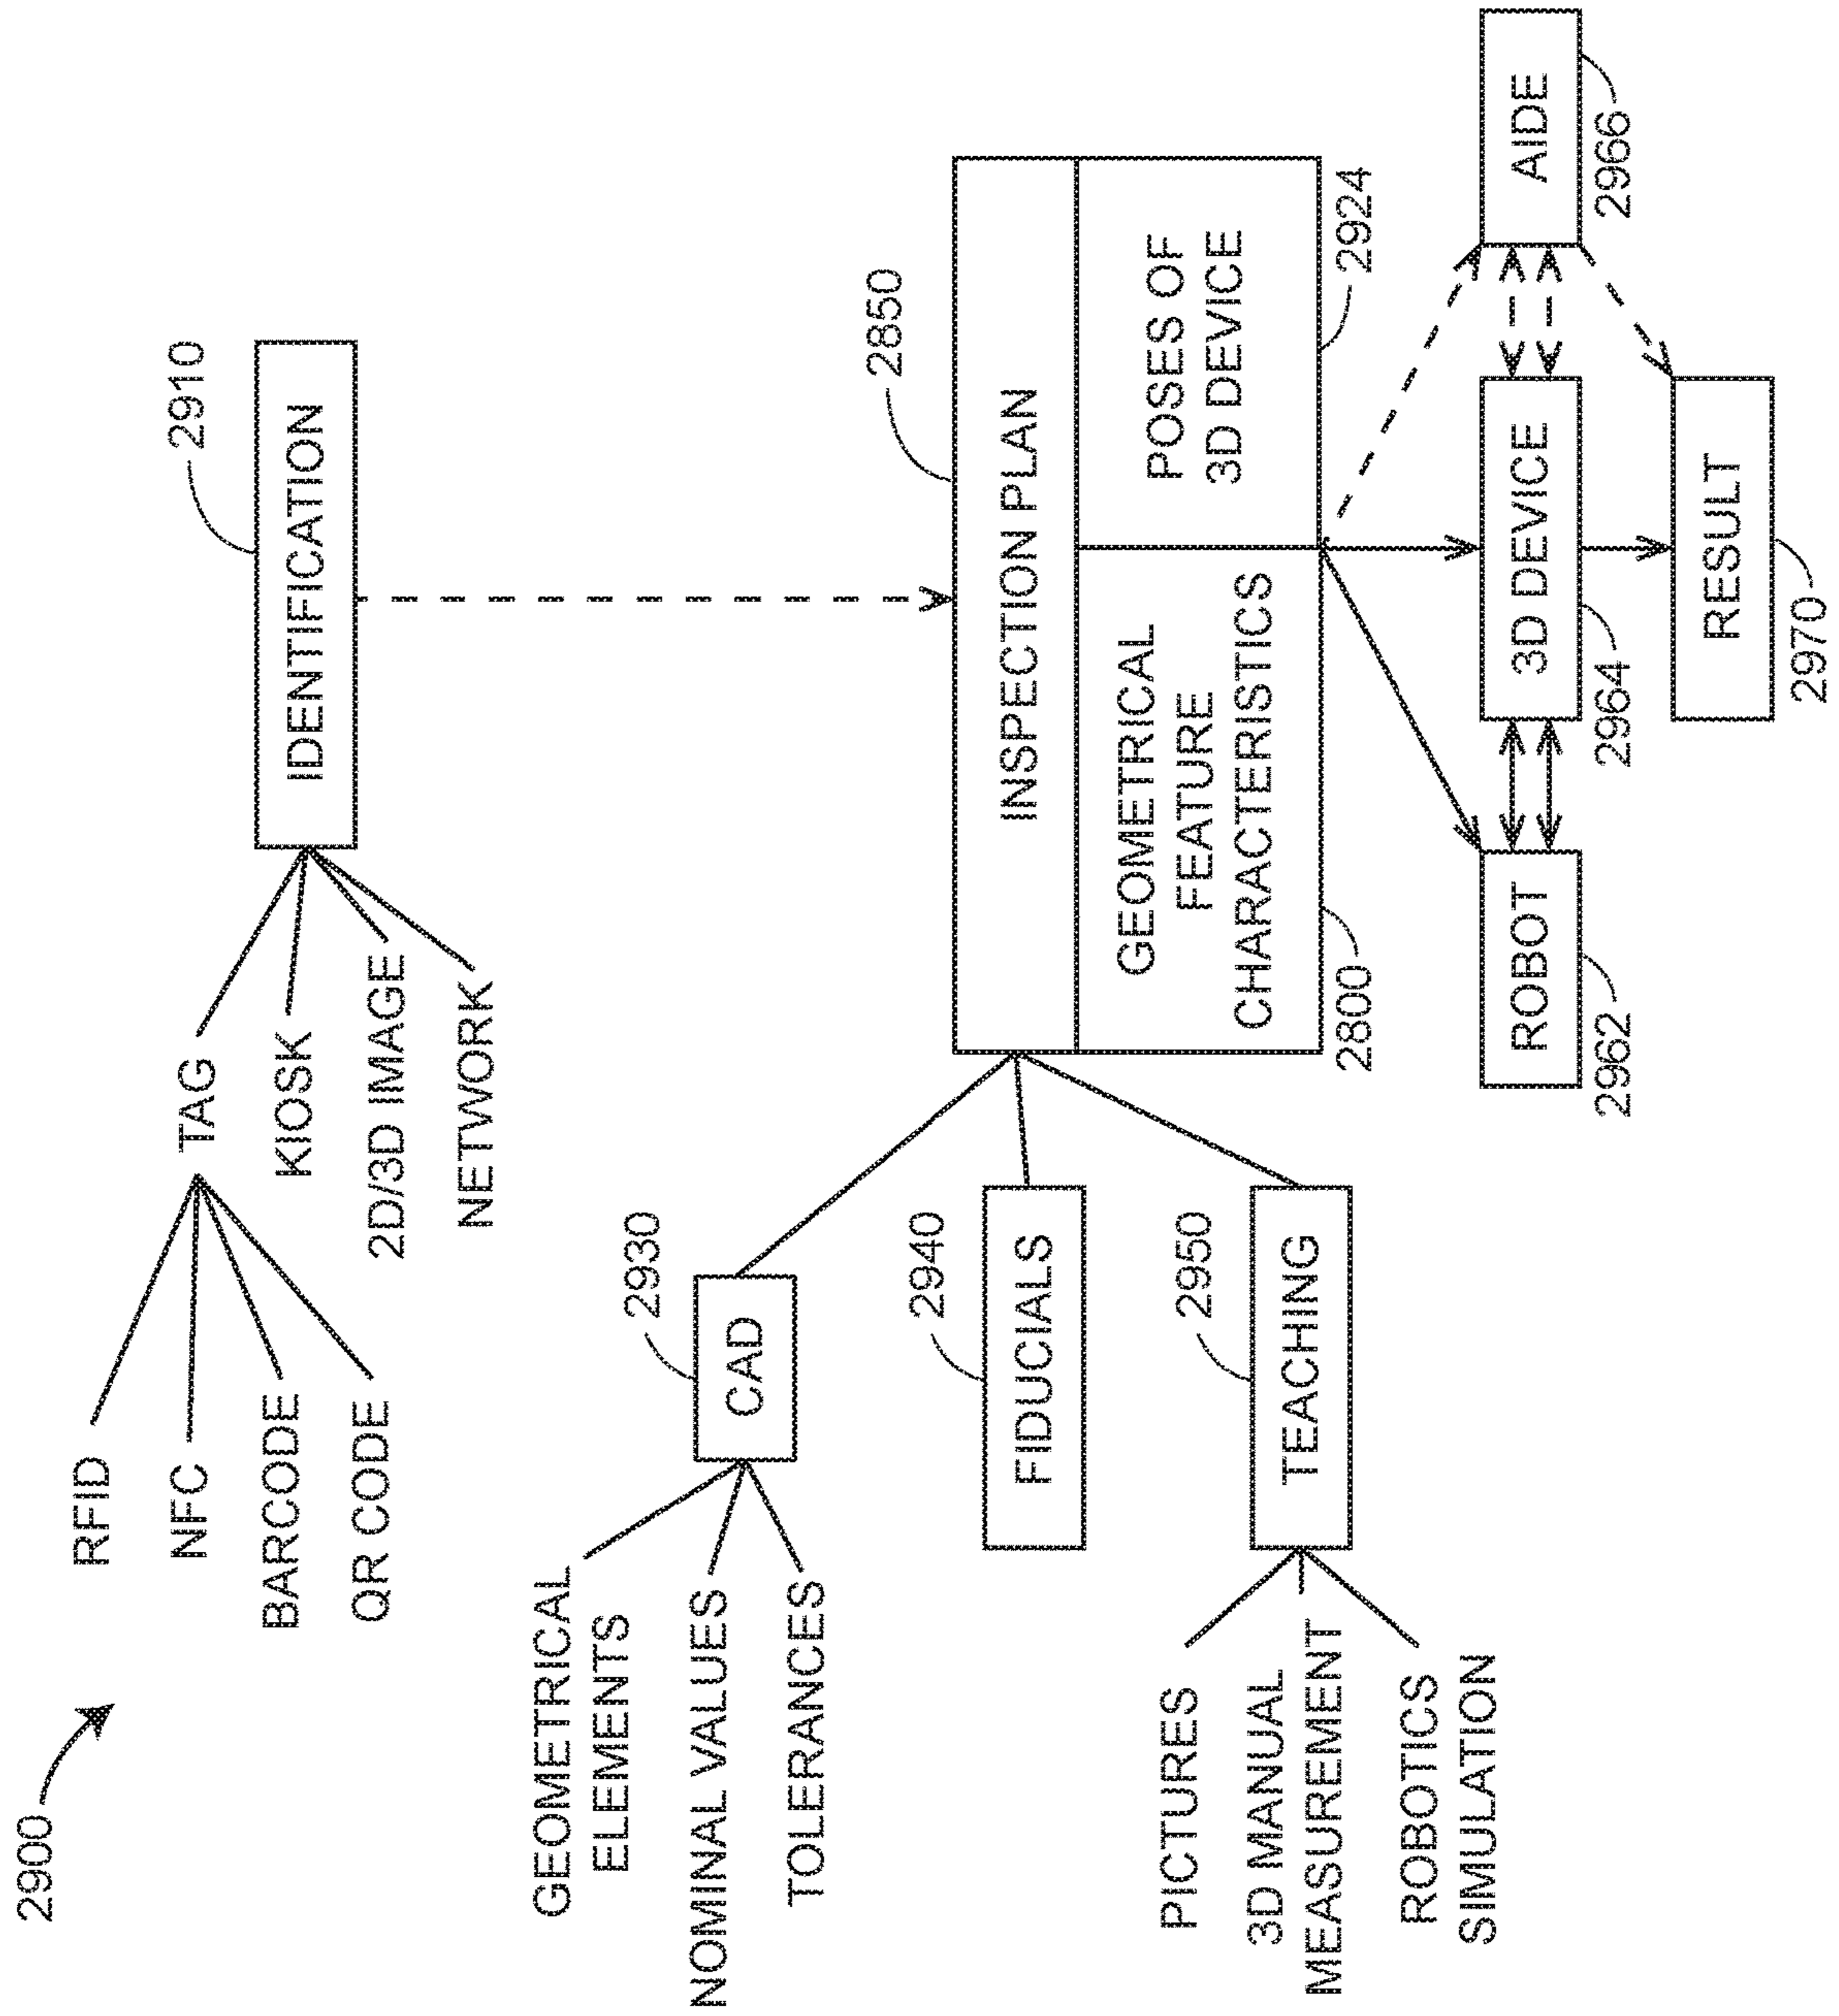 2900
RFID
NFC
BARCODE
QR CODE
TAG
KIOSK
2D/3D IMAGE
NETWORK
2910
IDENTIFICATION
GEOMETRICAL
ELEMENTS
NOMINAL VALUES
TOLERANCES
2930
CAD
2940
FIDUCIALS
PICTURES
3D MANUAL
MEASUREMENT
ROBOTICS
SIMULATION
2950
TEACHING
2850
INSPECTION PLAN
GEOMETRICAL
FEATURE
CHARACTERISTICS
2800
POSES OF
3D DEVICE
2924
ROBOT
2962
3D DEVICE
2964
AIDE
2966
RESULT
2970